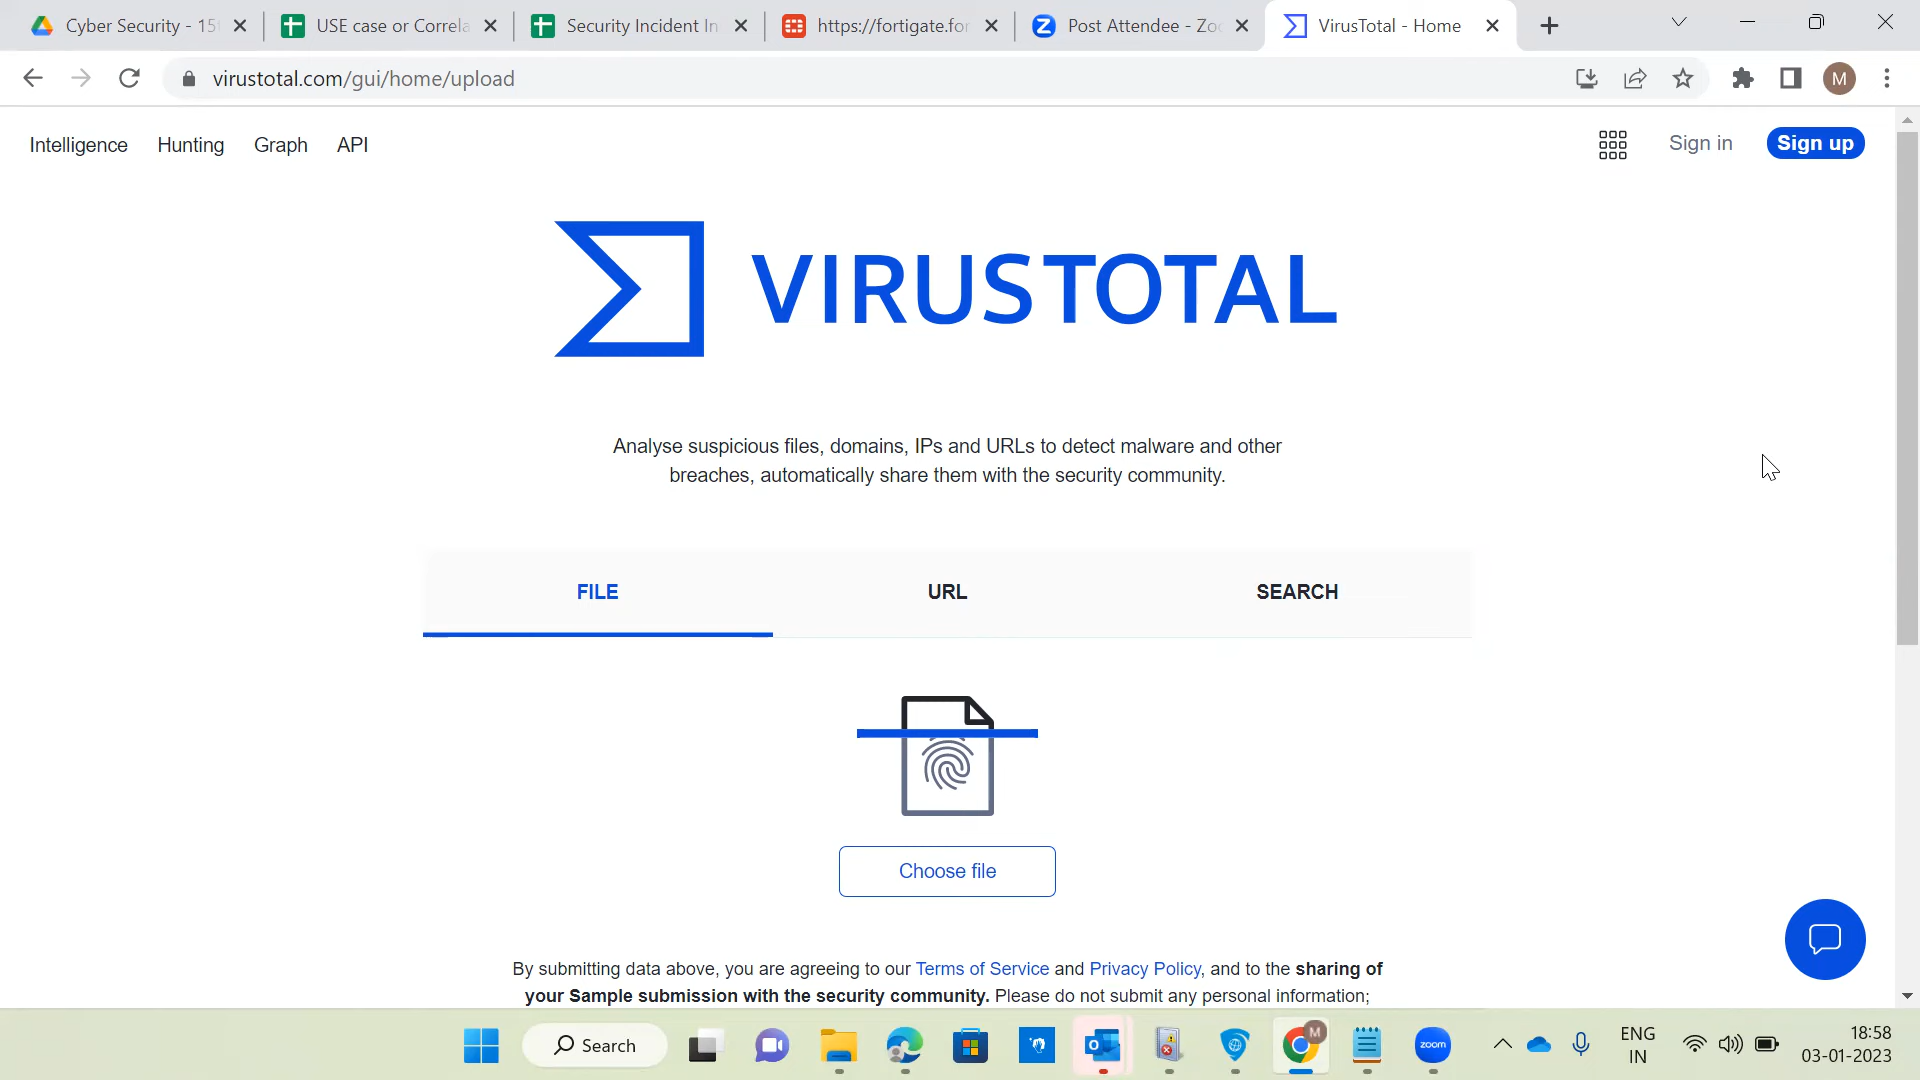 Cyber Security - 15
USE case or Correla
Security Incident In
https://fortigate.for
Post Attendee - Zoo
VirusTotal - Home
virustotal.com/gui/home/upload
M
Intelligence
Hunting
Graph
API
Sign in
Sign up
VIRUSTOTAL
Analyse suspicious files, domains, IPs and URLs to detect malware and other
breaches, automatically share them with the security community.
FILE
URL
SEARCH
Choose file
By submitting data above, you are agreeing to our Terms of Service and Privacy Policy, and to the sharing of
your Sample submission with the security community. Please do not submit any personal information;
Search
M
zoom
ENG
IN
18:58
03-01-2023